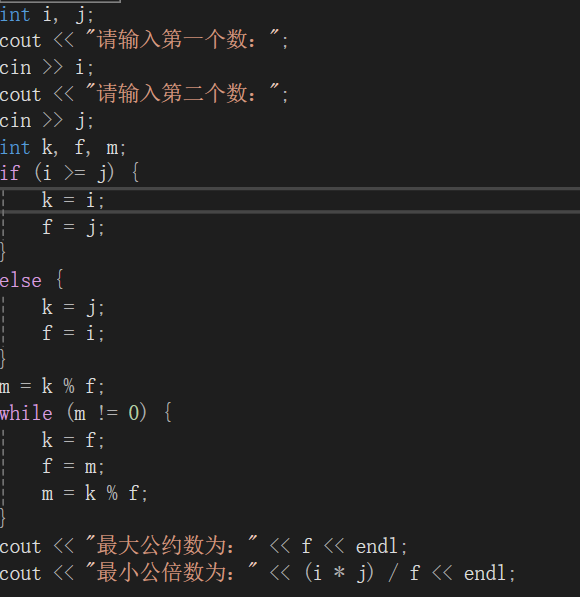 int i, j;
cout << "请输入第一个数：";
cin >> i;
cout << "请输入第二个数：";
cin >> j;
int k, f, m;
if (i >= j) {
    k = i;
    f = j;
}
else {
    k = j;
    f = i;
}
m = k % f;
while (m != 0) {
    k = f;
    f = m;
    m = k % f;
}
cout << "最大公约数为：" << f << endl;
cout << "最小公倍数为：" << (i * j) / f << endl;